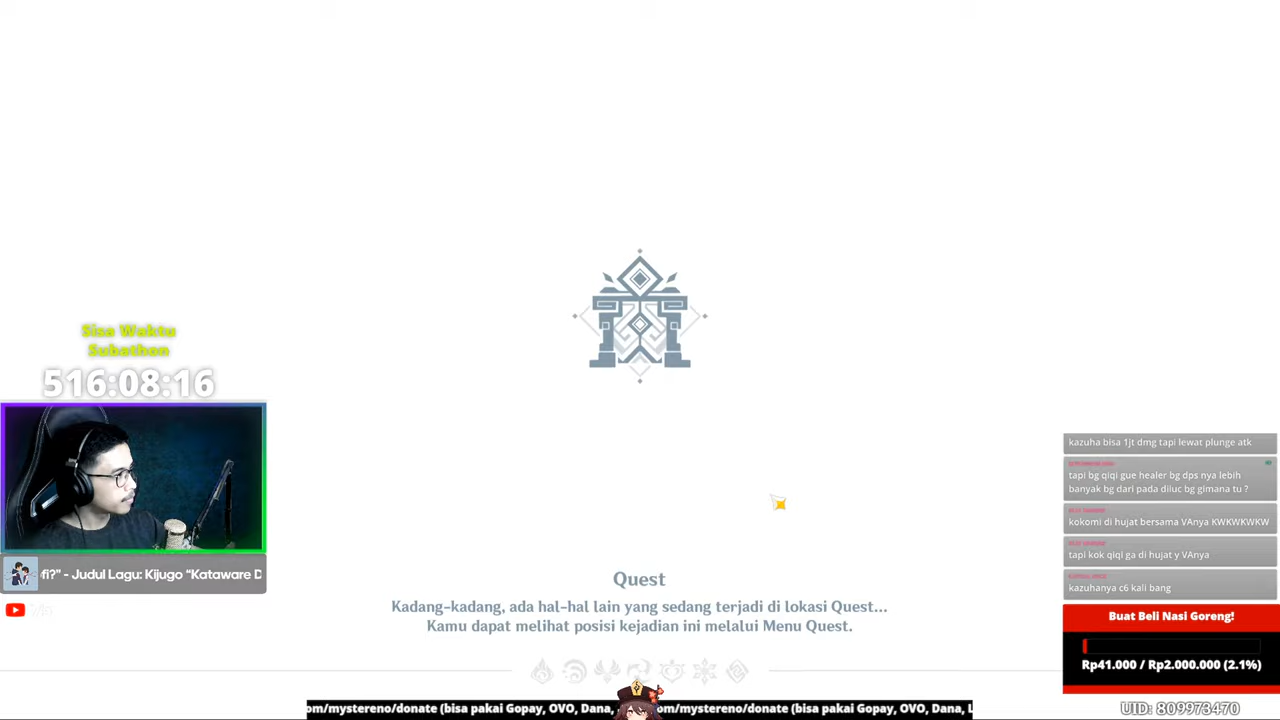 Sisa Waktu
Subathon
516:08:16
fi?" - Judul Lagu: Kijugo "Kataware D
Quest
Kadang-kadang, ada hal-hal lain yang sedang terjadi di lokasi Quest...
Kamu dapat melihat posisi kejadian ini melalui Menu Quest.
kazuha bisa 1jt dmg tapi lewat plunge atk
tapi bg qiqi gue healer bg dps nya lebih
banyak bg dari pada diluc bg gimana tu ?
kokomi di hujat bersama VAnya KWKWKWKW
tapi kok qiqi ga di hujat y VAnya
kazuhanya c6 kali bang
Buat Beli Nasi Goreng!
Rp41.000 / Rp2.000.000 (2.1%)
om/mystereno/donate (bisa pakai Gopay, OVO, Dana, om/mystereno/donate (bisa pakai Gopay, OVO, Dana, L
UID: 809973470